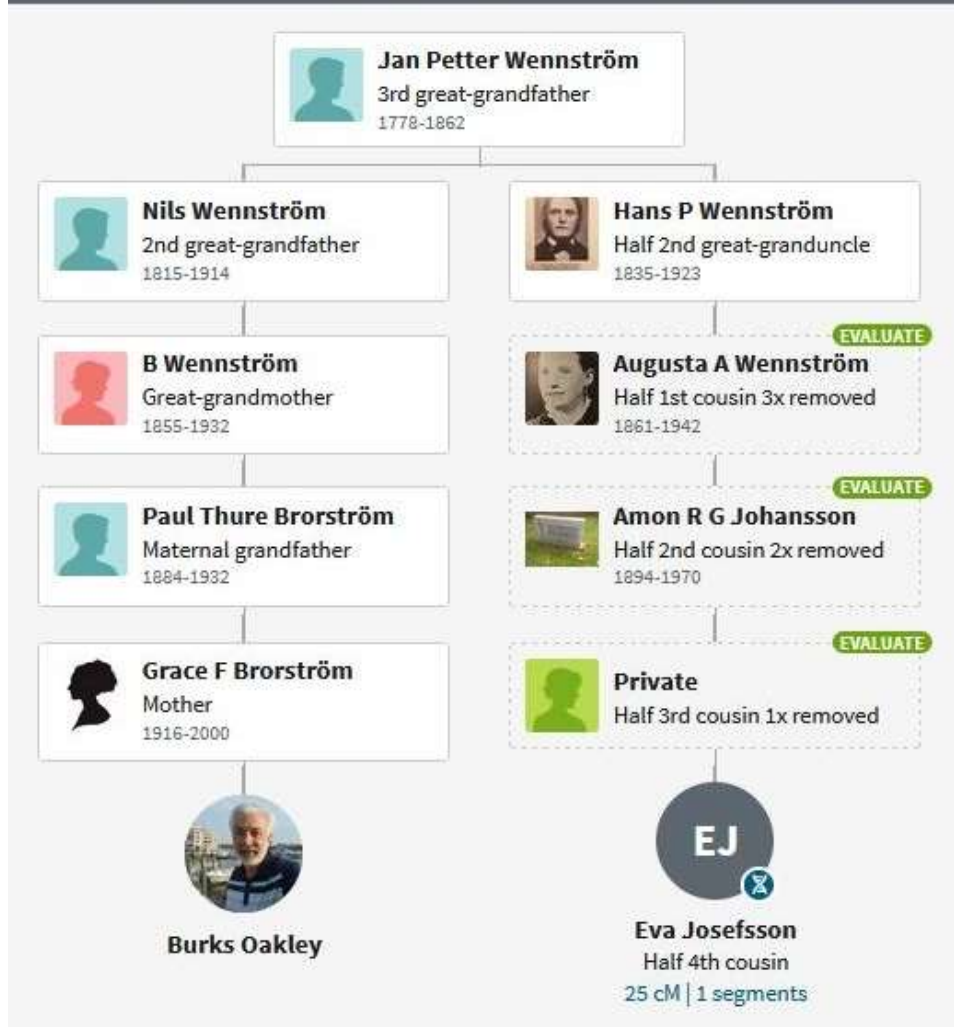 Jan Petter Wennström
3rd great-grandfather
1778-1862
Nils Wennström
2nd great-grandfather
1815-1914
Hans P Wennström
Half 2nd great-granduncle
1835-1923
B Wennström
Great-grandmother
1855-1932
EVALUATE
Augusta A Wennström
Half 1st cousin 3x removed
1861-1942
Paul Thure Brorström
Maternal grandfather
1884-1932
EVALUATE
Amon R G Johansson
Half 2nd cousin 2x removed
1894-1970
Grace F Brorström
Mother
1916-2000
EVALUATE
Private
Half 3rd cousin 1x removed
Burks Oakley
EJ
Eva Josefsson
Half 4th cousin
25 cM | 1 segments